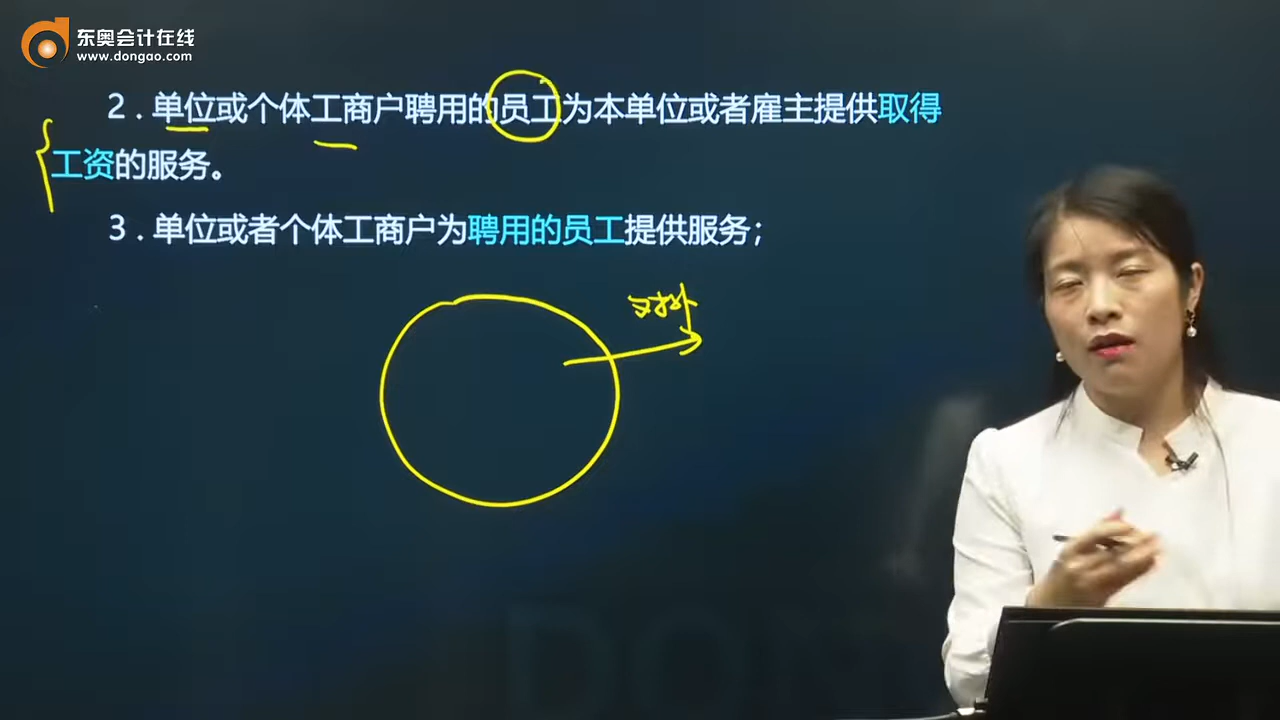 东奥会计在线
www.dongao.com
2.单位或个体工商户聘用的员工为本单位或者雇主提供取得
工资的服务。
3.单位或者个体工商户为聘用的员工提供服务；
对外
DON